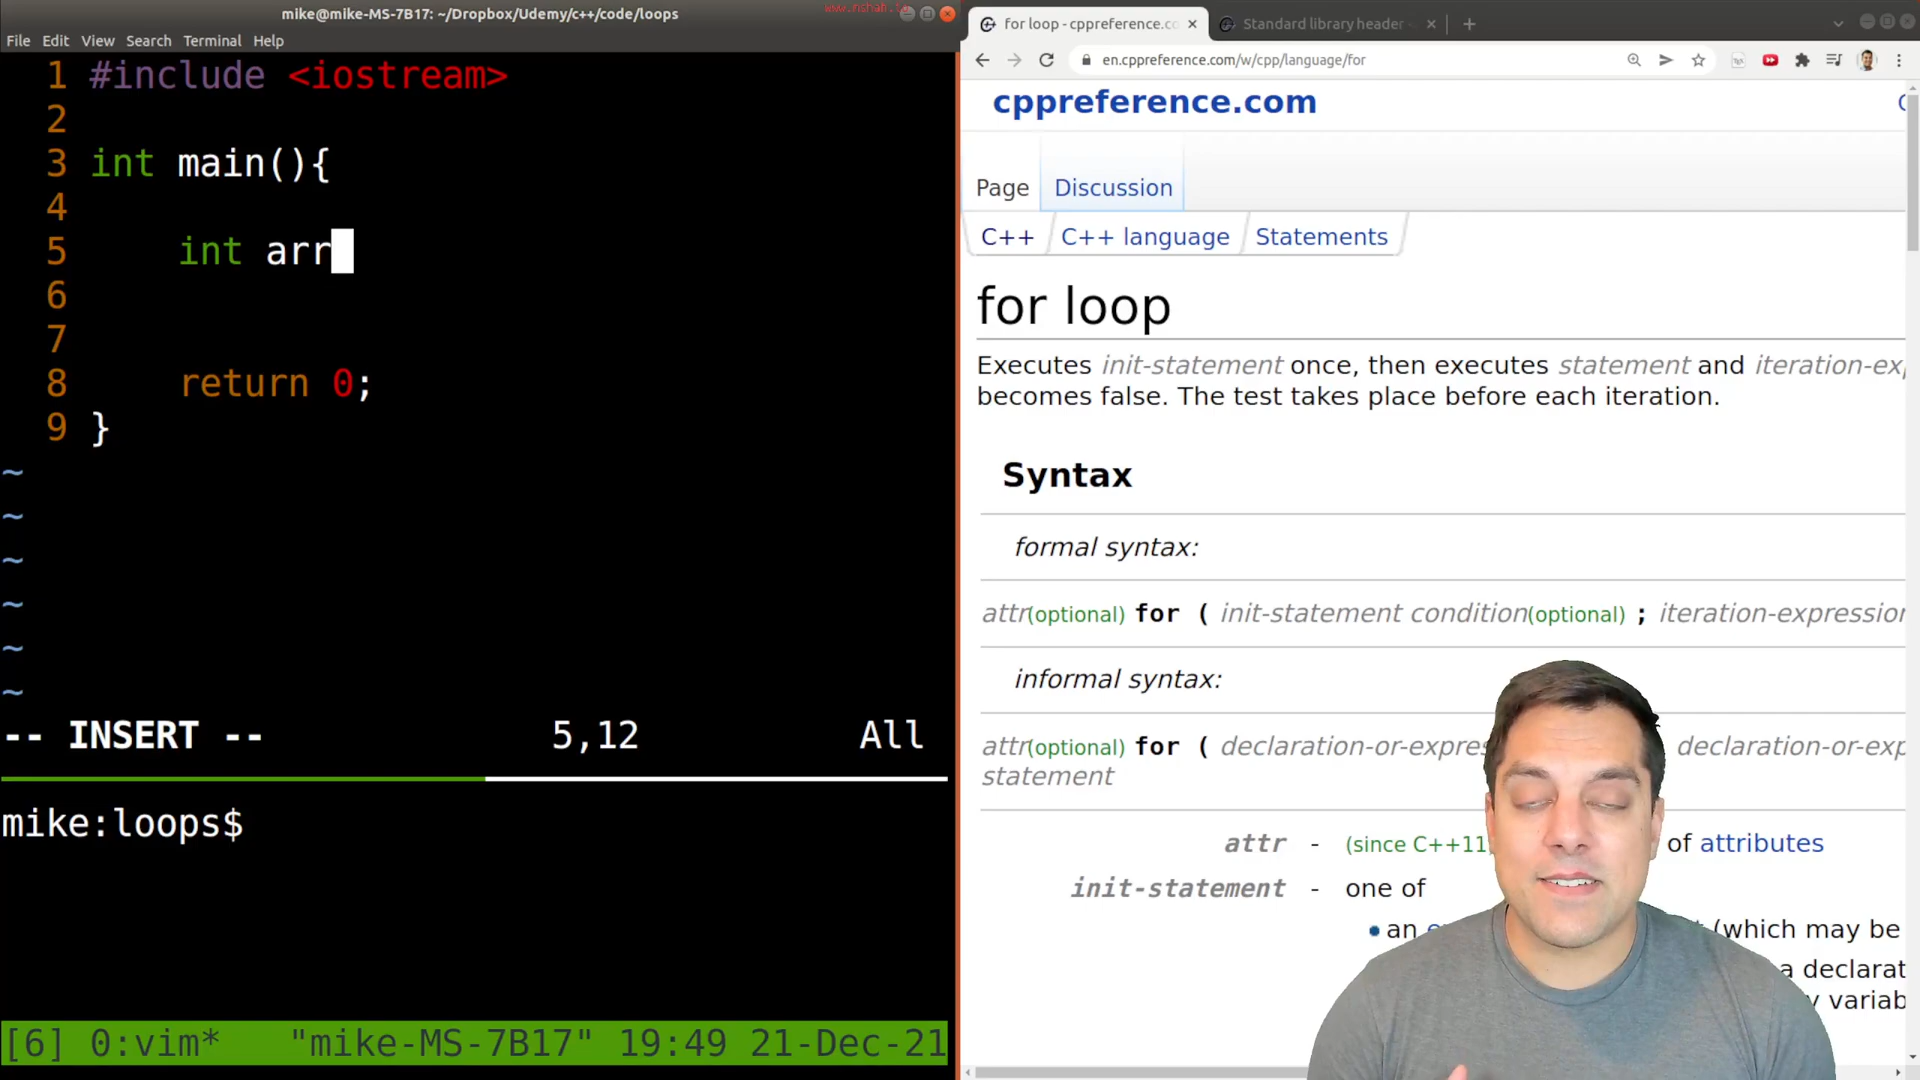 mike@mike-MS-7B17: ~/Dropbox/Udemy/c++/code/loops
File Edit View Search Terminal Help
1 #include <iostream>
2
3 int main(){
4
5 int arr
6
7
8 return 0;
9 }
~
~
~
~
~
~
-- INSERT -- 5,12 All
mike:loops$
[6] 0:vim* "mike-MS-7B17" 19:49 21-Dec-21
for loop - cppreference.co
Standard library header
en.cppreference.com/w/cpp/language/for
cppreference.com
Page Discussion
C++ C++ language Statements
for loop
Executes init-statement once, then executes statement and iteration-ex
becomes false. The test takes place before each iteration.
Syntax
formal syntax:
attr(optional) for ( init-statement condition(optional) ; iteration-expression
informal syntax:
attr(optional) for ( declaration-or-expre declaration-or-exp
statement
attr - (since C++11 of attributes
init-statement - one of
• an (which may be
a declarat
variab